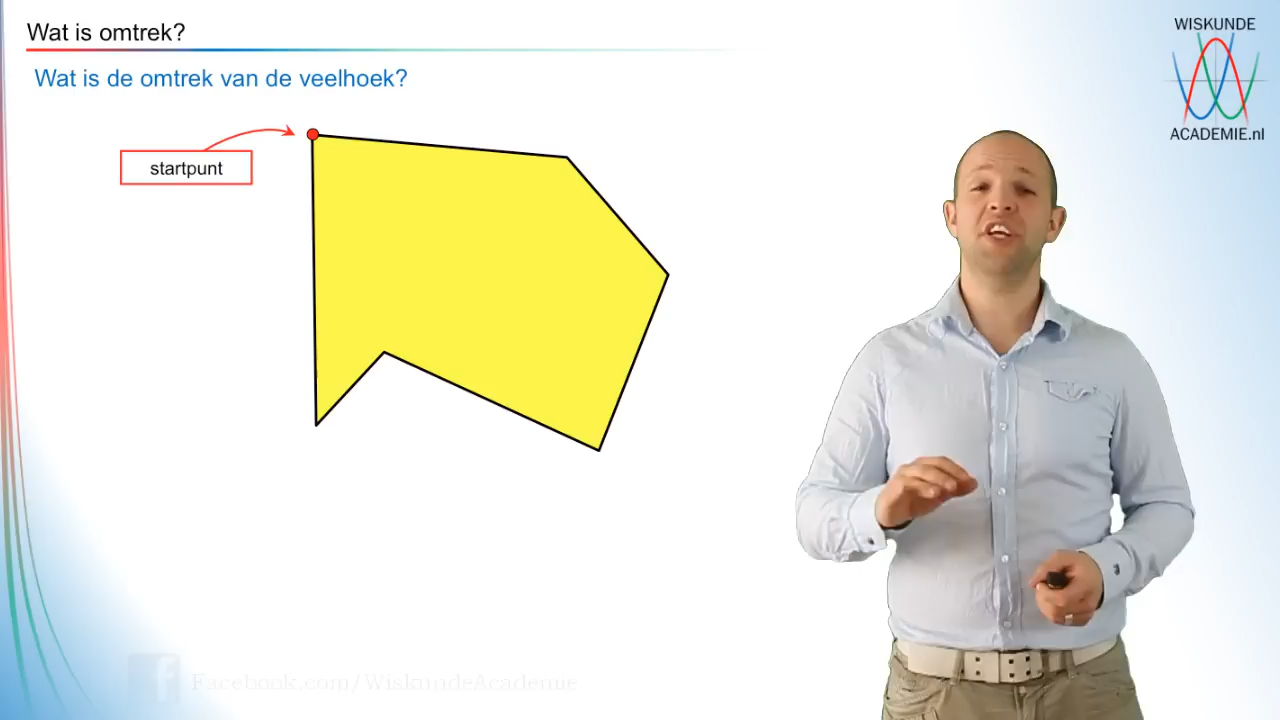 Wat is omtrek?
WISKUNDE
ACADEMIE.nl
Wat is de omtrek van de veelhoek?
startpunt
f Facebook.com/WiskundeAcademie